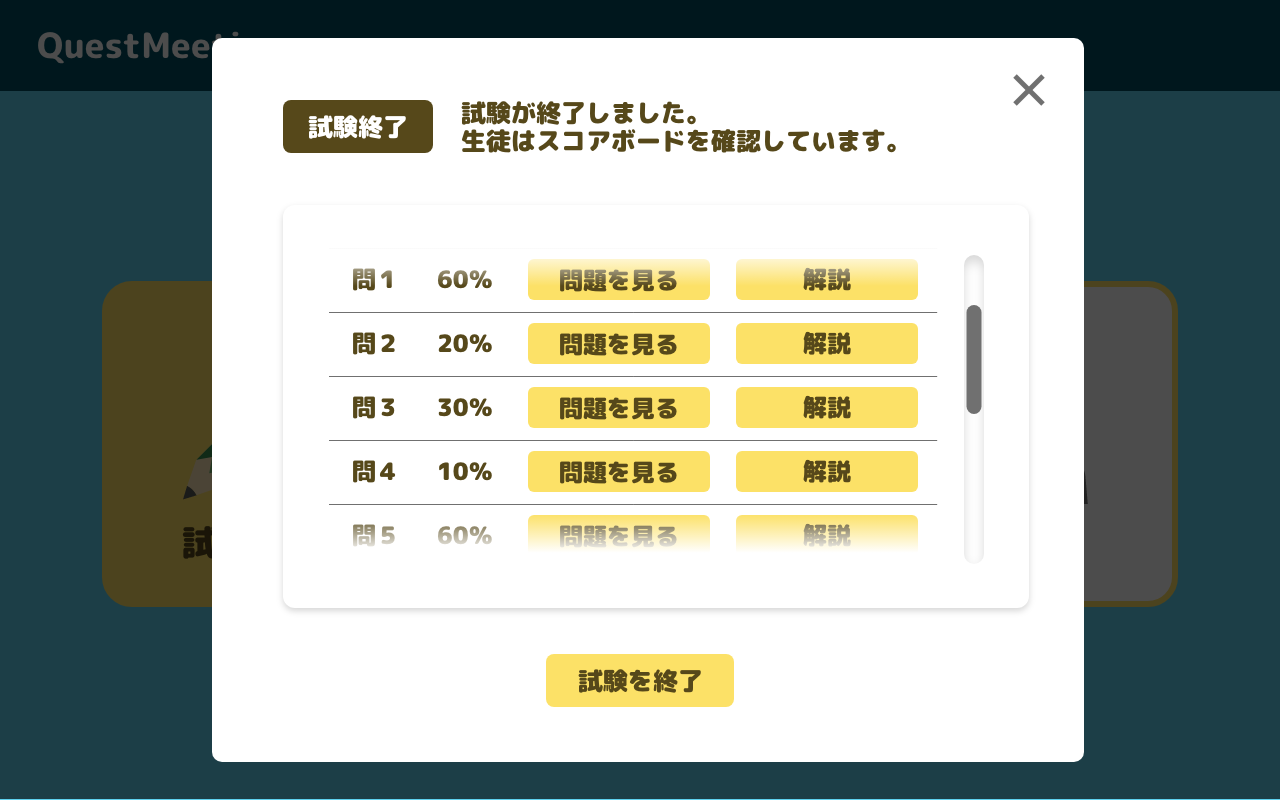 QuestMeeti
試験終了
試験が終了しました。
生徒はスコアボードを確認しています。
問1 60% 問題を見る 解説
問2 20% 問題を見る 解説
問3 30% 問題を見る 解説
問4 10% 問題を見る 解説
問5 60% 問題を見る 解説
試
試験を終了